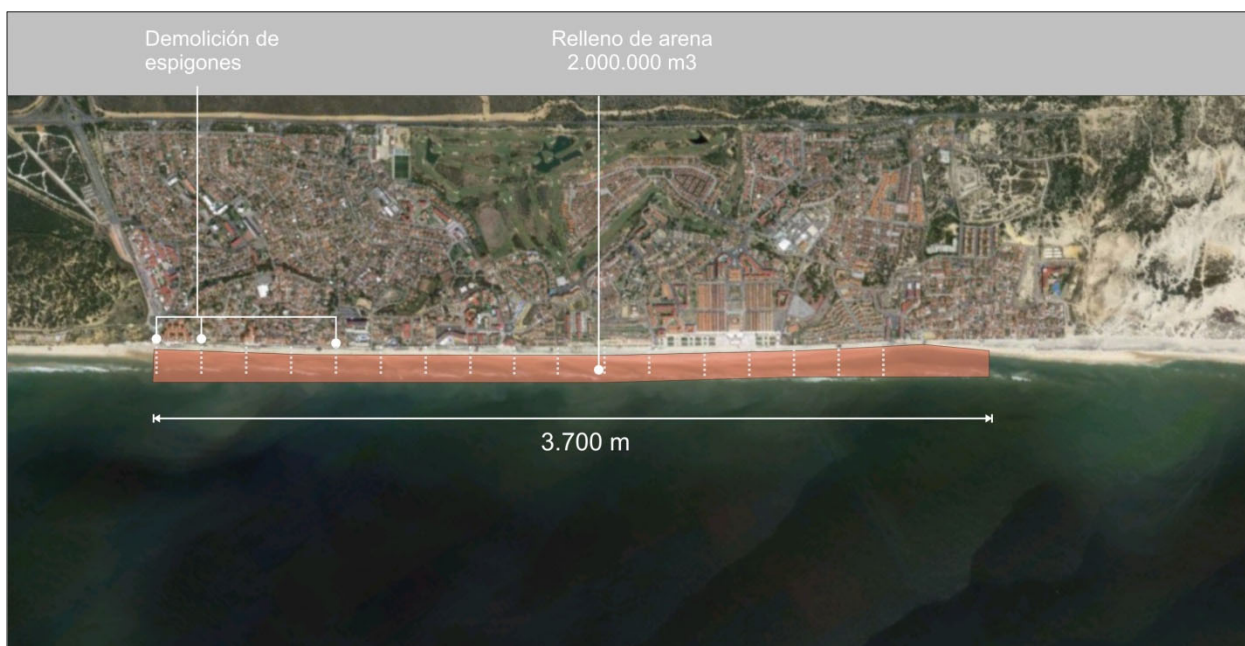 Demolición de
espigones
Relleno de arena
2.000.000 m3
3.700 m